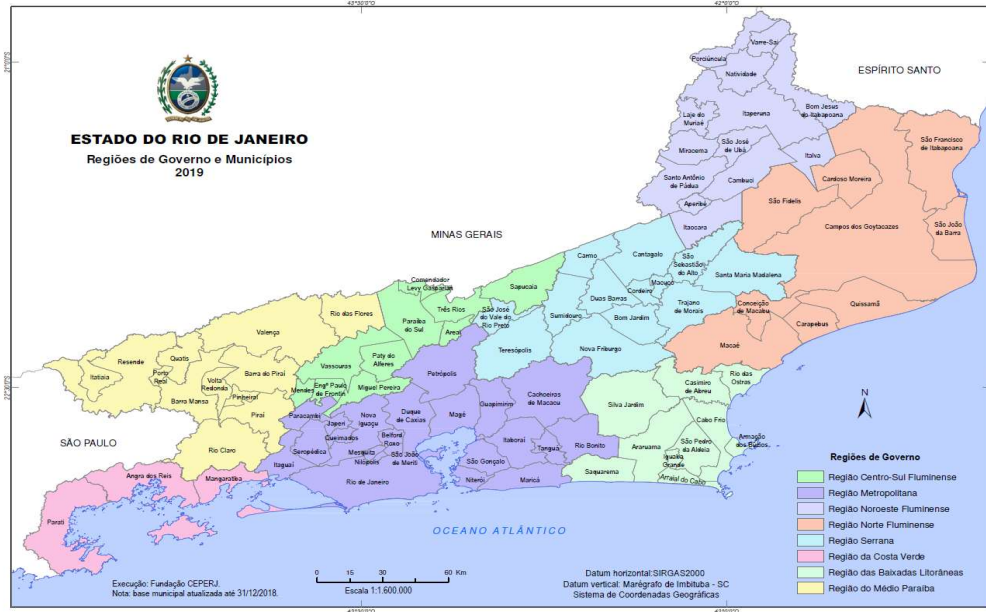 43°30'0"O
42°0'0"O
21°0'0"S
ESTADO DO RIO DE JANEIRO
Regiões de Governo e Municípios
2019
ESPÍRITO SANTO
MINAS GERAIS
SÃO PAULO
OCEANO ATLÂNTICO
Varre-Sai
Porciúncula
Natividade
Bom Jesus
do Itabapoana
Itaperuna
Laje do
Muriaé
São Francisco
de Itabapoana
Miracema
São José
de Ubá
Italva
Santo Antônio
de Pádua
Cambuci
Cardoso Moreira
Aperibé
São Fidelis
Itaocara
Campos dos Goytacazes
São João
da Barra
Carmo
Cantagalo
São
Sebastião
do Alto
Santa Maria Madalena
Comendador
Levy Gasparian
Sapucaia
Macuco
Cordeiro
Duas Barras
Rio das Flores
Três Rios
São José
do Vale do
Rio Preto
Paraíba
do Sul
Areal
Sumidouro
Bom Jardim
Trajano
de Morais
Conceição
de Macabu
Quissamã
Carapebus
Valença
Macaé
Teresópolis
Nova Friburgo
Resende
Quatis
Itatiaia
Porto
Real
Volta
Redonda
Barra do Piraí
Vassouras
Paty do
Alferes
Petrópolis
Barra Mansa
Pinheiral
Piraí
Mendes
Engº Paulo
de Frontin
Miguel Pereira
Casimiro
de Abreu
Rio das
Ostras
Cachoeiras
de Macacu
Silva Jardim
Guapimirim
Magé
Duque
de Caxias
Nova
Iguaçu
Japeri
Paracambi
Cabo Frio
Rio Claro
Seropédica
Queimados
Belford
Roxo
Mesquita
Nilópolis
São João
de Meriti
Itaboraí
Tanguá
Rio Bonito
Araruama
São Pedro
da Aldeia
Iguaba
Grande
Armação
dos Búzios
Itaguaí
Rio de Janeiro
São Gonçalo
Niterói
Maricá
Saquarema
Arraial do Cabo
Angra dos Reis
Mangaratiba
Parati
N
Regiões de Governo
Região Centro-Sul Fluminense
Região Metropolitana
Região Noroeste Fluminense
Região Norte Fluminense
Região Serrana
Região da Costa Verde
Região das Baixadas Litorâneas
Região do Médio Paraíba
Execução: Fundação CEPERJ.
Nota: base municipal atualizada até 31/12/2018.
0 15 30 60 Km
Escala 1:1.600.000
Datum horizontal:SIRGAS2000
Datum vertical: Marégrafo de Imbituba - SC
Sistema de Coordenadas Geográficas